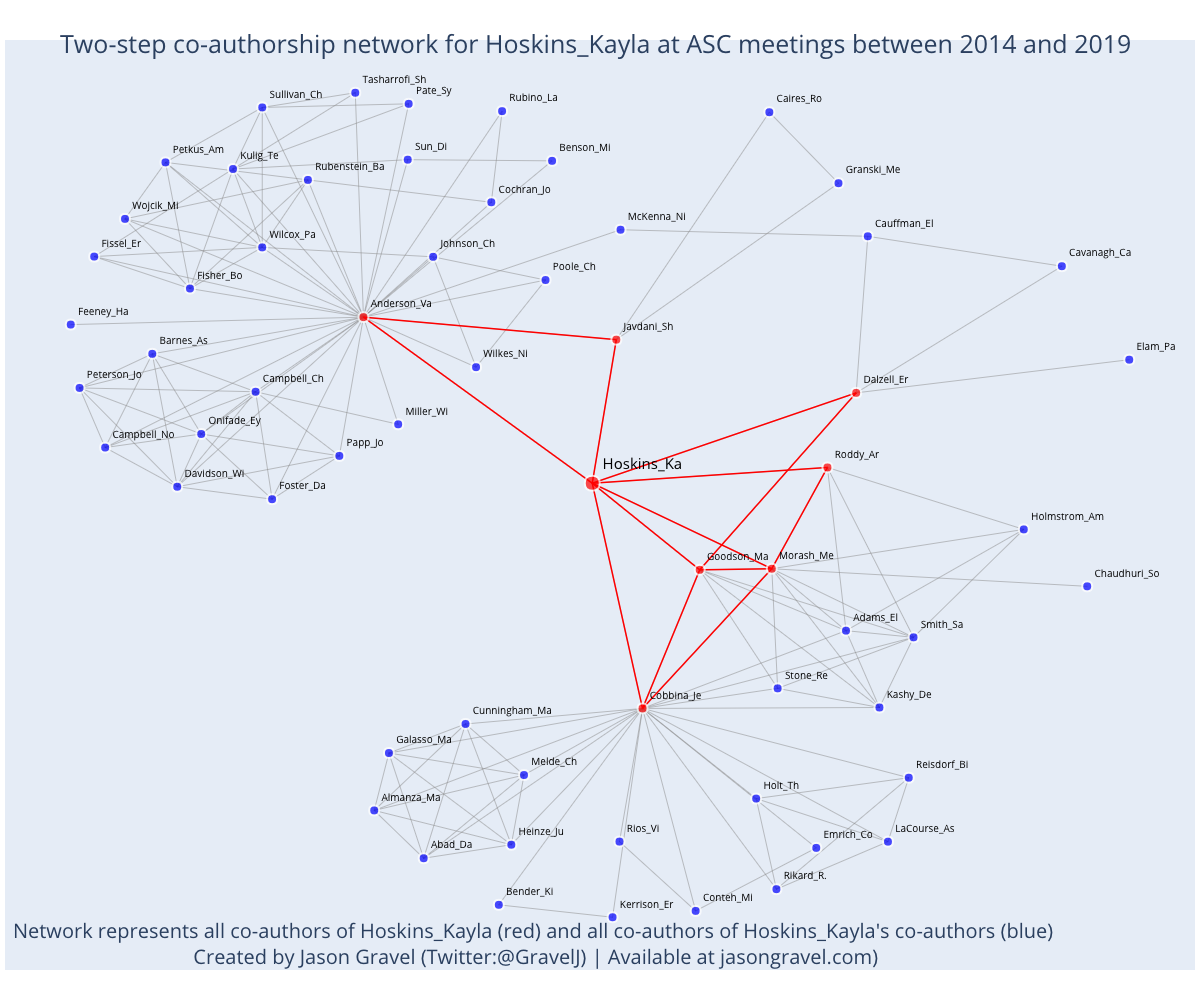 Two-step co-authorship network for Hoskins_Kayla at ASC meetings between 2014 and 2019
Tasharrofi_Sh
Sullivan_Ch
Pate_Sy
Rubino_La
Caires_Ro
Petkus_Am
Kulig_Te
Sun_Di
Benson_Mi
Rubenstein_Ba
Granski_Me
Cochran_Jo
Wojcik_Mi
McKenna_Ni
Cauffman_El
Wilcox_Pa
Fissel_Er
Johnson_Ch
Cavanagh_Ca
Poole_Ch
Fisher_Bo
Anderson_Va
Feeney_Ha
Javdani_Sh
Barnes_As
Wilkes_Ni
Elam_Pa
Peterson_Jo
Campbell_Ch
Dalzell_Er
Miller_Wi
Onifade_Ey
Campbell_No
Papp_Jo
Roddy_Ar
Hoskins_Ka
Davidson_Wi
Foster_Da
Holmstrom_Am
Goodson_Ma
Morash_Me
Chaudhuri_So
Adams_El
Smith_Sa
Stone_Re
Kashy_De
Cobbina_Je
Cunningham_Ma
Galasso_Ma
Melde_Ch
Reisdorf_Bi
Holt_Th
Almanza_Ma
Heinze_Ju
Rios_Vi
Emrich_Co
LaCourse_As
Abad_Da
Rikard_R.
Bender_Ki
Kerrison_Er
Conteh_Mi
Network represents all co-authors of Hoskins_Kayla (red) and all co-authors of Hoskins_Kayla's co-authors (blue)
Created by Jason Gravel (Twitter:@GravelJ) | Available at jasongravel.com)